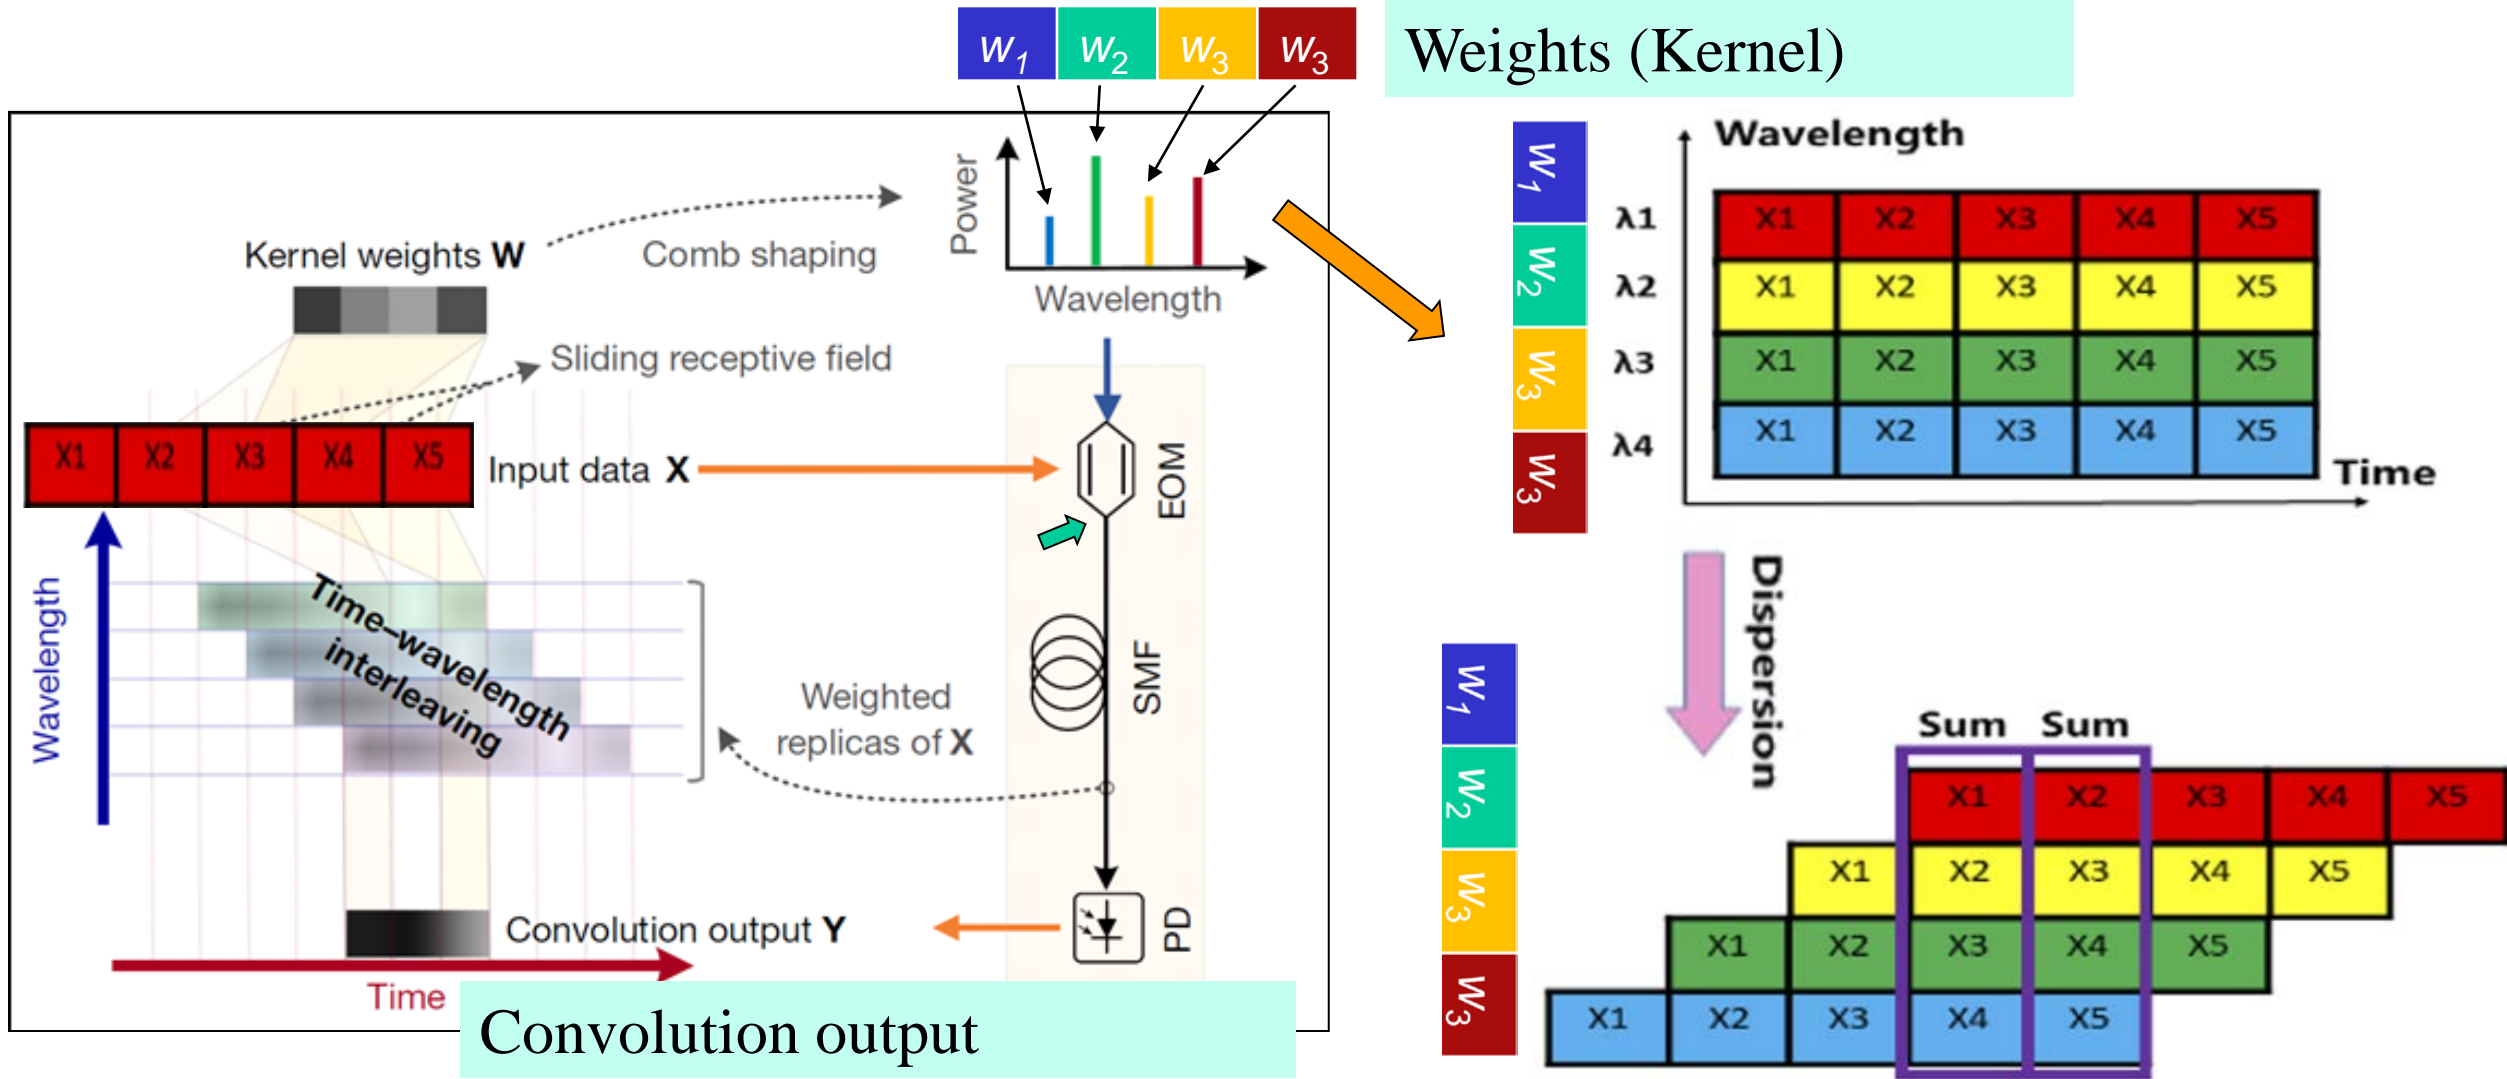 w1 w2 w3 w3
Weights (Kernel)
Power
Wavelength
Kernel weights W
Comb shaping
Sliding receptive field
X1 X2 X3 X4 X5
Input data X
EOM
Wavelength
Time–wavelength
interleaving
SMF
Weighted
replicas of X
Convolution output Y
PD
Time
Convolution output
w1
w2
w3
w3
Wavelength
λ1 X1 X2 X3 X4 X5
λ2 X1 X2 X3 X4 X5
λ3 X1 X2 X3 X4 X5
λ4 X1 X2 X3 X4 X5
Time
Dispersion
w1
w2
w3
w3
Sum Sum
X1 X2 X3 X4 X5
X1 X2 X3 X4 X5
X1 X2 X3 X4 X5
X1 X2 X3 X4 X5